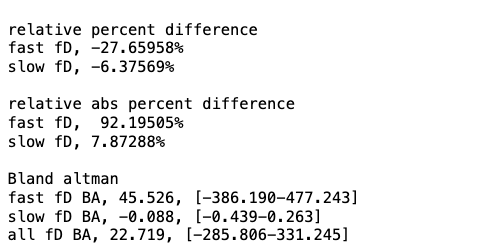 relative percent difference
fast fD, -27.65958%
slow fD, -6.37569%
relative abs percent difference
fast fD,  92.19505%
slow fD, 7.87288%
Bland altman
fast fD BA, 45.526, [-386.190-477.243]
slow fD BA, -0.088, [-0.439-0.263]
all fD BA, 22.719, [-285.806-331.245]